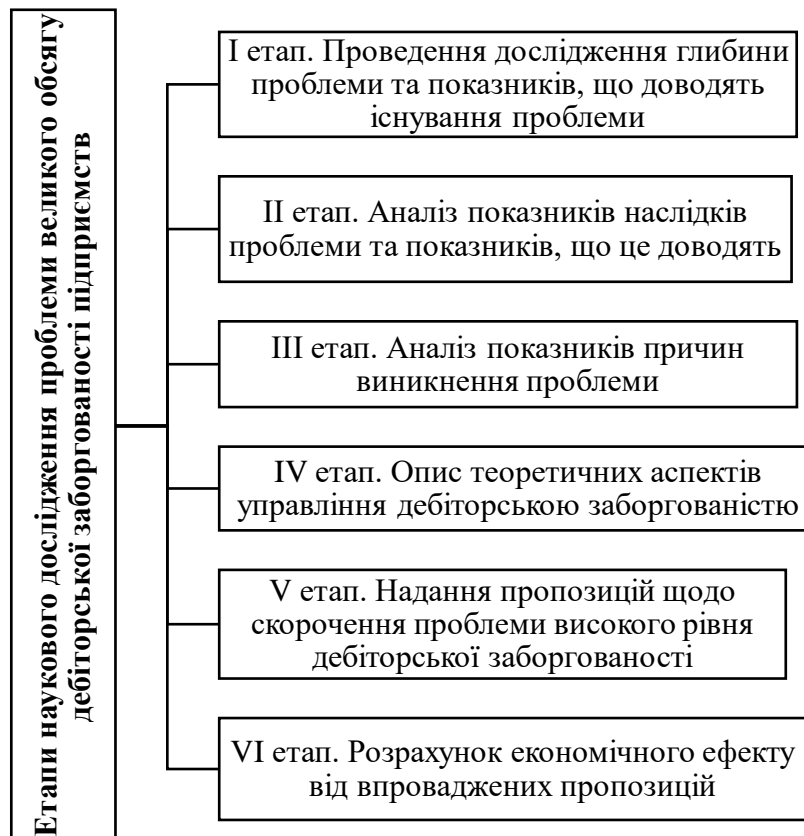 Етапи наукового дослідження проблеми великого обсягу
дебіторської заборгованості підприємств
I етап. Проведення дослідження глибини
проблеми та показників, що доводять
існування проблеми
II етап. Аналіз показників наслідків
проблеми та показників, що це доводять
III етап. Аналіз показників причин
виникнення проблеми
IV етап. Опис теоретичних аспектів
управління дебіторською заборгованістю
V етап. Надання пропозицій щодо
скорочення проблеми високого рівня
дебіторської заборгованості
VI етап. Розрахунок економічного ефекту
від впроваджених пропозицій